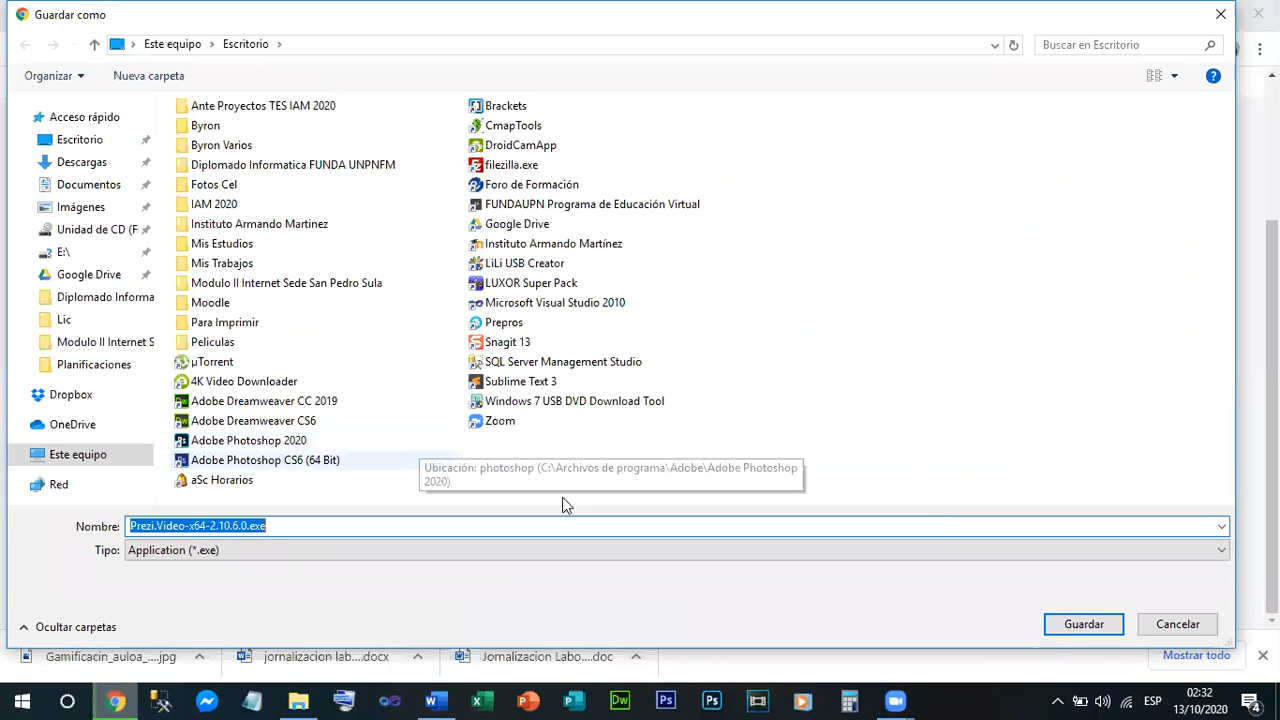 Guardar como
Este equipo
Escritorio
Buscar en Escritorio
Organizar
Nueva carpeta
Acceso rápido
Escritorio
Descargas
Documentos
Imágenes
Unidad de CD (F:
E:\
Google Drive
Diplomado Informa
Lic
Modulo II Internet S
Planificaciones
Dropbox
OneDrive
Este equipo
Red
Ante Proyectos TES IAM 2020
Byron
Byron Varios
Diplomado Informatica FUNDA UNPNFM
Fotos Cel
IAM 2020
Instituto Armando Martinez
Mis Estudios
Mis Trabajos
Modulo II Internet Sede San Pedro Sula
Moodle
Para Imprimir
Peliculas
µTorrent
4K Video Downloader
Adobe Dreamweaver CC 2019
Adobe Dreamweaver CS6
Adobe Photoshop 2020
Adobe Photoshop CS6 (64 Bit)
aSc Horarios
Brackets
CmapTools
DroidCamApp
filezilla.exe
Foro de Formación
FUNDAUPN Programa de Educación Virtual
Google Drive
Instituto Armando Martínez
LiLi USB Creator
LUXOR Super Pack
Microsoft Visual Studio 2010
Prepros
Snagit 13
SQL Server Management Studio
Sublime Text 3
Windows 7 USB DVD Download Tool
Zoom
Ubicación: photoshop (C:\Archivos de programa\Adobe\Adobe Photoshop
2020)
Nombre: Prezi.Video-x64-2.10.6.0.exe
Tipo: Application (*.exe)
Ocultar carpetas
Guardar
Cancelar
Gamificacin_auloa_....jpg
jornalizacion lab....docx
Jornalizacion Labo....doc
Mostrar todo
ESP
02:32
13/10/2020
4